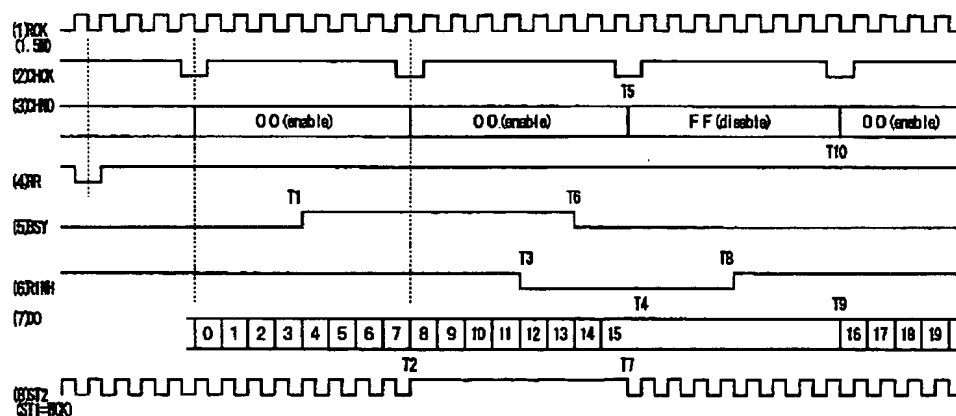 (1)RCK
(1.5M)
(2)CHCK
T5
(3)CHNO
00(enable) 00.(enable) FF(disable) 00(enable)
T10
(4)RR
T1 T6
(5)BSY
T3 T8
(6)RINH
T4 T9
(7)DO
0 1 2 3 4 5 6 7 8 9 10 11 12 13 14 15 16 17 18 19
T2 T7
(8)ST2